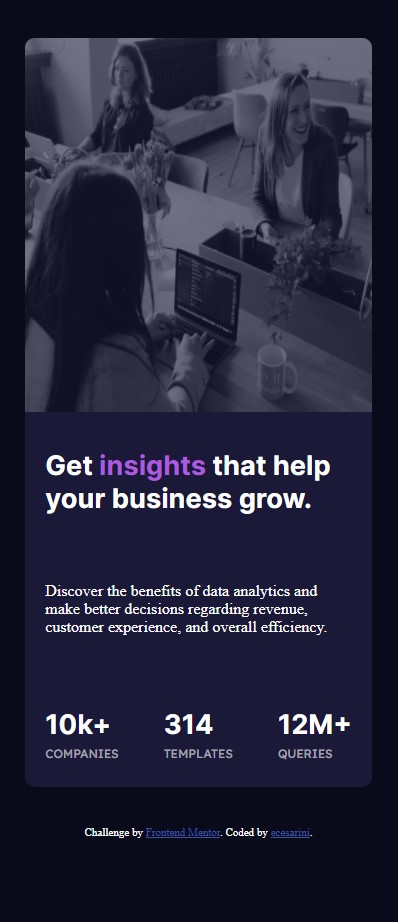 Get insights that help
your business grow.
Discover the benefits of data analytics and
make better decisions regarding revenue,
customer experience, and overall efficiency.
10k+ 314 12M+
COMPANIES TEMPLATES QUERIES
Challenge by Frontend Mentor. Coded by ecesarini.